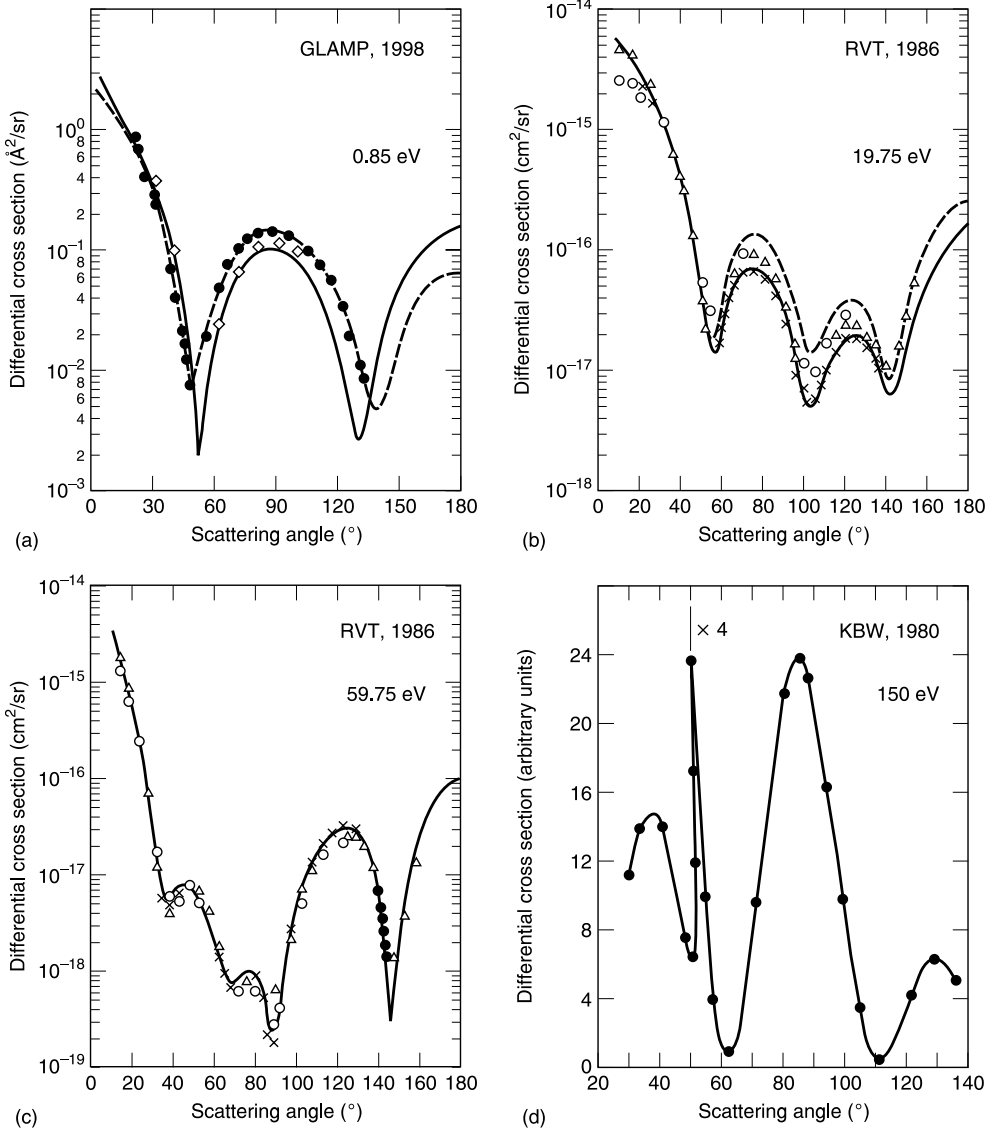 GLAMP, 1998
0.85 eV
Differential cross section (Å²/sr)
10⁰
8
6
4
2
10⁻¹
8
6
4
2
10⁻²
8
6
4
2
10⁻³
0 30 60 90 120 150 180
Scattering angle (°)
(a)
RVT, 1986
19.75 eV
Differential cross section (cm²/sr)
10⁻¹⁴
10⁻¹⁵
10⁻¹⁶
10⁻¹⁷
10⁻¹⁸
0 20 40 60 80 100 120 140 160 180
Scattering angle (°)
(b)
RVT, 1986
59.75 eV
Differential cross section (cm²/sr)
10⁻¹⁴
10⁻¹⁵
10⁻¹⁶
10⁻¹⁷
10⁻¹⁸
10⁻¹⁹
0 20 40 60 80 100 120 140 160 180
Scattering angle (°)
(c)
× 4
KBW, 1980
150 eV
Differential cross section (arbitrary units)
24
20
16
12
8
4
0
20 40 60 80 100 120 140
Scattering angle (°)
(d)